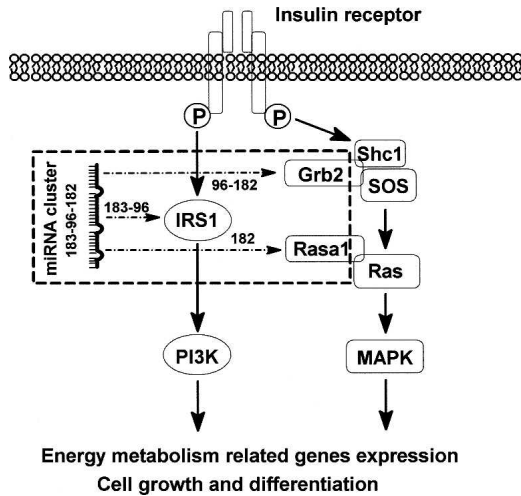 Insulin receptor
P
P
Shc1
miRNA cluster
183-96-182
96-182
Grb2
SOS
183-96
IRS1
182
Rasa1
Ras
PI3K
MAPK
Energy metabolism related genes expression
Cell growth and differentiation